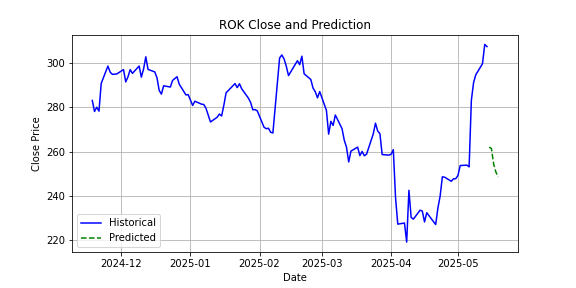 ROK Close and Prediction
Close Price
300
280
260
240
220
Historical
Predicted
2024-12 2025-01 2025-02 2025-03 2025-04 2025-05
Date